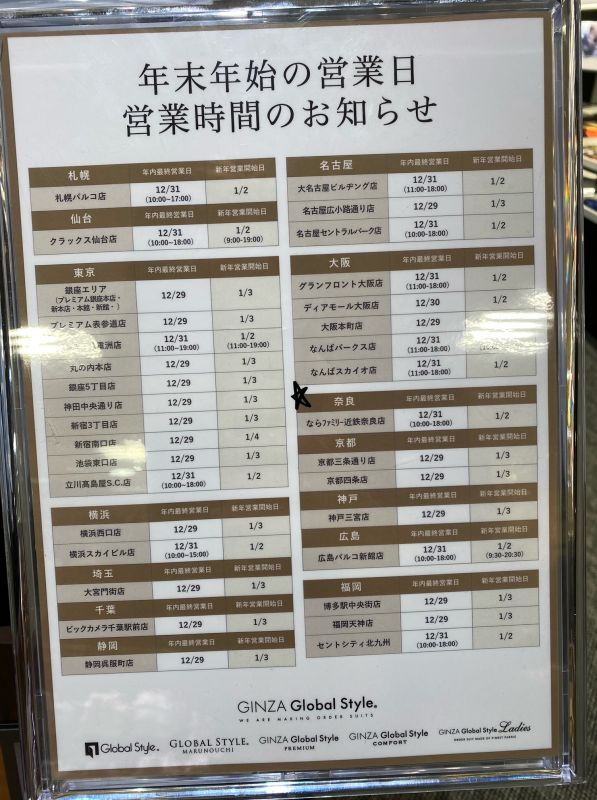 年末年始の営業日
営業時間のお知らせ
札幌 年内最終営業日 新年営業開始日
札幌パルコ店 12/31 (10:00~17:00) 1/2
仙台 年内最終営業日 新年営業開始日
クラックス仙台店 12/31 (10:00~18:00) 1/2 (9:00~19:00)
東京 年内最終営業日 新年営業開始日
銀座エリア (プレミアム銀座本店・新本店・本館・新館・ ) 12/29 1/3
プレミアム表参道店 12/29 1/3
重洲店 12/31 (11:00~19:00) 1/2 (11:00~19:00)
丸の内本店 12/29 1/3
銀座5丁目店 12/29 1/3
神田中央通り店 12/29 1/3
新宿3丁目店 12/29 1/3
新宿南口店 12/29 1/4
池袋東口店 12/29 1/3
立川髙島屋S.C.店 12/31 (10:00~18:00) 1/2
横浜 年内最終営業日 新年営業開始日
横浜西口店 12/29 1/3
横浜スカイビル店 12/31 (10:00~15:00) 1/2
埼玉 年内最終営業日 新年営業開始日
大宮門街店 12/29 1/3
千葉 年内最終営業日 新年営業開始日
ビックカメラ千葉駅前店 12/29 1/3
静岡 年内最終営業日 新年営業開始日
静岡呉服町店 12/29 1/3
名古屋 年内最終営業日 新年営業開始日
大名古屋ビルヂング店 12/31 (11:00-18:00) 1/2
名古屋広小路通り店 12/29 1/3
名古屋セントラルパーク店 12/31 (10:00-18:00) 1/2
大阪 年内最終営業日 新年営業開始日
グランフロント大阪店 12/31 (11:00-18:00) 1/2
ディアモール大阪店 12/30 1/2
大阪本町店 12/29
なんばパークス店 12/31 (11:00-18:00)
なんばスカイオ店 12/31 (11:00-18:00) 1/2
奈良 年内最終営業日 新年営業開始日
ならファミリー近鉄奈良店 12/31 (10:00-18:00) 1/2
京都 年内最終営業日 新年営業開始日
京都三条通り店 12/29 1/3
京都四条店 12/29 1/3
神戸 年内最終営業日 新年営業開始日
神戸三宮店 12/29 1/3
広島 年内最終営業日 新年営業開始日
広島パルコ新館店 12/31 (10:00-18:00) 1/2 (9:30-20:30)
福岡 年内最終営業日 新年営業開始日
博多駅中央街店 12/29 1/3
福岡天神店 12/29 1/3
セントシティ北九州 12/31 (10:00-18:00) 1/2
GINZA Global Style®
WE ARE MAKING ORDER SUITS
Global Style® GLOBAL STYLE® MARUNOUCHI GINZA Global Style PREMIUM GINZA Global Style COMFORT GINZA Global Style Ladies
ORDER SUIT MADE OF FINEST FABRIC